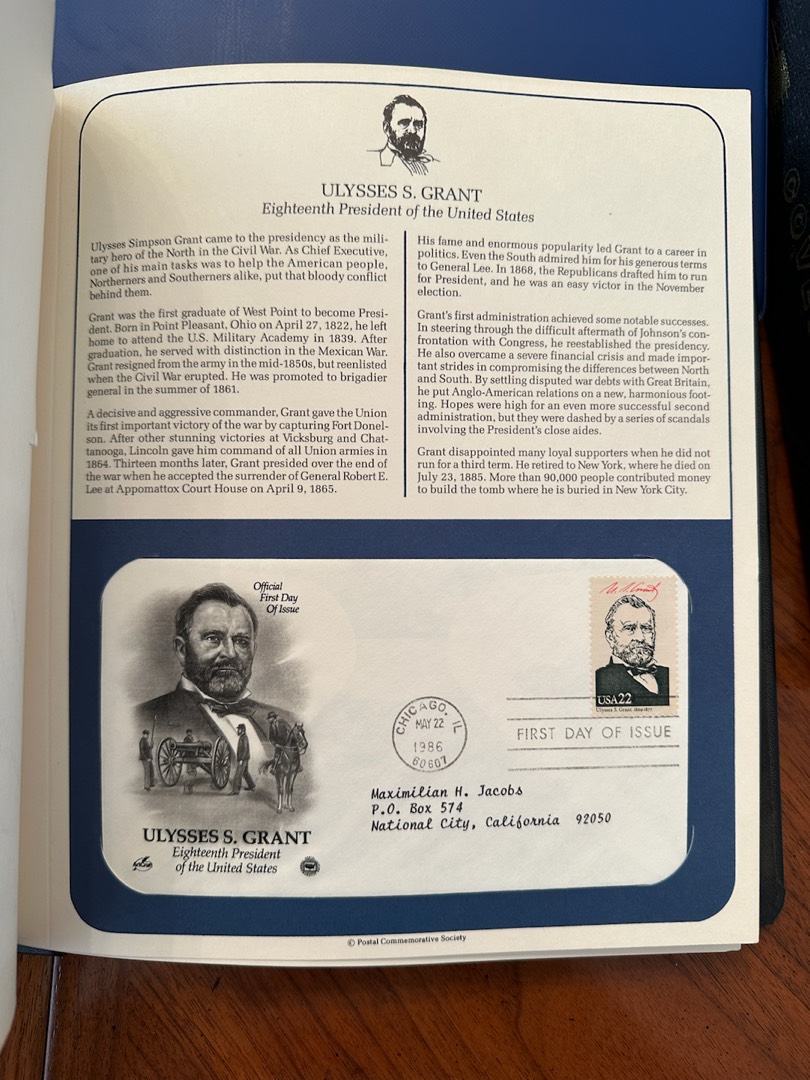 ULYSSES S. GRANT
Eighteenth President of the United States
Ulysses Simpson Grant came to the presidency as the mili-
tary hero of the North in the Civil War. As Chief Executive,
one of his main tasks was to help the American people,
Northerners and Southerners alike, put that bloody conflict
behind them.
Grant was the first graduate of West Point to become Presi-
dent. Born in Point Pleasant, Ohio on April 27, 1822, he left
home to attend the U.S. Military Academy in 1839. After
graduation, he served with distinction in the Mexican War.
Grant resigned from the army in the mid-1850s, but reenlisted
when the Civil War erupted. He was promoted to brigadier
general in the summer of 1861.
A decisive and aggressive commander, Grant gave the Union
its first important victory of the war by capturing Fort Donel-
son. After other stunning victories at Vicksburg and Chat-
tanooga, Lincoln gave him command of all Union armies in
1864. Thirteen months later, Grant presided over the end of
the war when he accepted the surrender of General Robert E.
Lee at Appomattox Court House on April 9, 1865.
His fame and enormous popularity led Grant to a career in
politics. Even the South admired him for his generous terms
to General Lee. In 1868, the Republicans drafted him to run
for President, and he was an easy victor in the November
election.
Grant's first administration achieved some notable successes.
In steering through the difficult aftermath of Johnson's con-
frontation with Congress, he reestablished the presidency.
He also overcame a severe financial crisis and made impor-
tant strides in compromising the differences between North
and South. By settling disputed war debts with Great Britain,
he put Anglo-American relations on a new, harmonious foot-
ing. Hopes were high for an even more successful second
administration, but they were dashed by a series of scandals
involving the President's close aides.
Grant disappointed many loyal supporters when he did not
run for a third term. He retired to New York, where he died on
July 23, 1885. More than 90,000 people contributed money
to build the tomb where he is buried in New York City.
Official
First Day
Of Issue
U.S. Grant
USA 22
Ulysses S. Grant, 1869-1877
CHICAGO, IL
MAY 22
1986
60607
FIRST DAY OF ISSUE
Maximilian H. Jacobs
P.O. Box 574
National City, California 92050
ULYSSES S. GRANT
Eighteenth President
of the United States
© Postal Commemorative Society